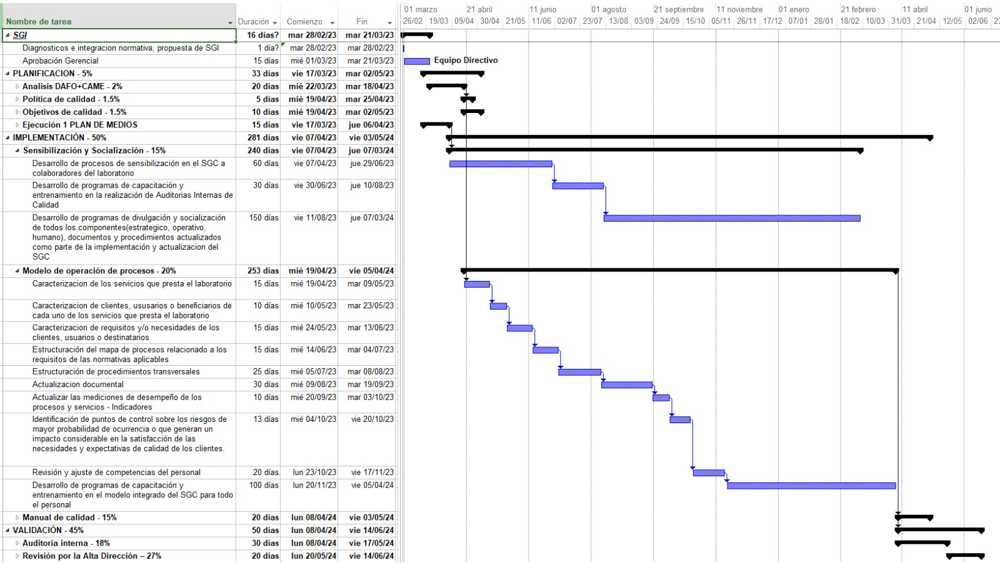 01 marzo 21 abril 11 junio 01 agosto 21 septiembre 11 noviembre 01 enero 21 febrero 11 abril 01 junio
Nombre de tarea Duración Comienzo Fin 26/02 19/03 09/04 30/04 21/05 11/06 02/07 23/07 13/08 03/09 24/09 15/10 05/11 26/11 17/12 07/01 28/01 18/02 10/03 31/03 21/04 12/05 02/06 23
SGI 16 días? mar 28/02/23 mar 21/03/23
Diagnosticos e integracion normativa, propuesta de SGI 1 día? mar 28/02/23 mar 28/02/23
Aprobación Gerencial 15 días mié 01/03/23 mar 21/03/23 Equipo Directivo
PLANIFICACION - 5% 33 días vie 17/03/23 mar 02/05/23
Analisis DAFO+CAME - 2% 20 días mié 22/03/23 mar 18/04/23
Política de calidad - 1.5% 5 días mié 19/04/23 mar 25/04/23
Objetivos de calidad - 1.5% 10 días mié 19/04/23 mar 02/05/23
Ejecución 1 PLAN DE MEDIOS 15 días vie 17/03/23 jue 06/04/23
IMPLEMENTACIÓN - 50% 281 días vie 07/04/23 vie 03/05/24
Sensibilización y Socialización - 15% 240 días vie 07/04/23 jue 07/03/24
Desarrollo de procesos de sensibilización en el SGC a 60 días vie 07/04/23 jue 29/06/23
colaboradores del laboratorio
Desarrollo de programas de capacitación y 30 días vie 30/06/23 jue 10/08/23
entrenamiento en la realización de Auditorias Internas de
Calidad
Desarrollo de programas de divulgación y socialización 150 días vie 11/08/23 jue 07/03/24
de todos los componentes(estrategico, operativo,
humano), documentos y procedimientos actualizados
como parte de la implementación y actualizacion del
SGC
Modelo de operación de procesos - 20% 253 días mié 19/04/23 vie 05/04/24
Caracterizacion de los servicios que presta el laboratorio 15 días mié 19/04/23 mar 09/05/23
Caracterizacion de clientes, ususarios o beneficiarios de 10 días mié 10/05/23 mar 23/05/23
cada uno de los servicios que presta el laboratorio
Caracterizacion de requisitos y/o necesidades de los 15 días mié 24/05/23 mar 13/06/23
clientes, usuarios o destinatarios
Estructuración del mapa de procesos relacionado a los 15 días mié 14/06/23 mar 04/07/23
requisitos de las normativas aplicables
Estructuración de procedimientos transversales 25 días mié 05/07/23 mar 08/08/23
Actualizacion documental 30 días mié 09/08/23 mar 19/09/23
Actualizar las mediciones de desempeño de los 10 días mié 20/09/23 mar 03/10/23
procesos y servicios - Indicadores
Identificación de puntos de control sobre los riesgos de 13 días mié 04/10/23 vie 20/10/23
mayor probabilidad de ocurrencia o que generan un
impacto considerable en la satisfacción de las
necesidades y expectativas de calidad de los clientes.
Revisión y ajuste de competencias del personal 20 días lun 23/10/23 vie 17/11/23
Desarrollo de programas de capacitación y 100 días lun 20/11/23 vie 05/04/24
entrenamiento en el modelo integrado del SGC para todo
el personal
Manual de calidad - 15% 20 días lun 08/04/24 vie 03/05/24
VALIDACIÓN - 45% 50 días lun 08/04/24 vie 14/06/24
Auditoría interna - 18% 30 días lun 08/04/24 vie 17/05/24
Revisión por la Alta Dirección – 27% 20 días lun 20/05/24 vie 14/06/24